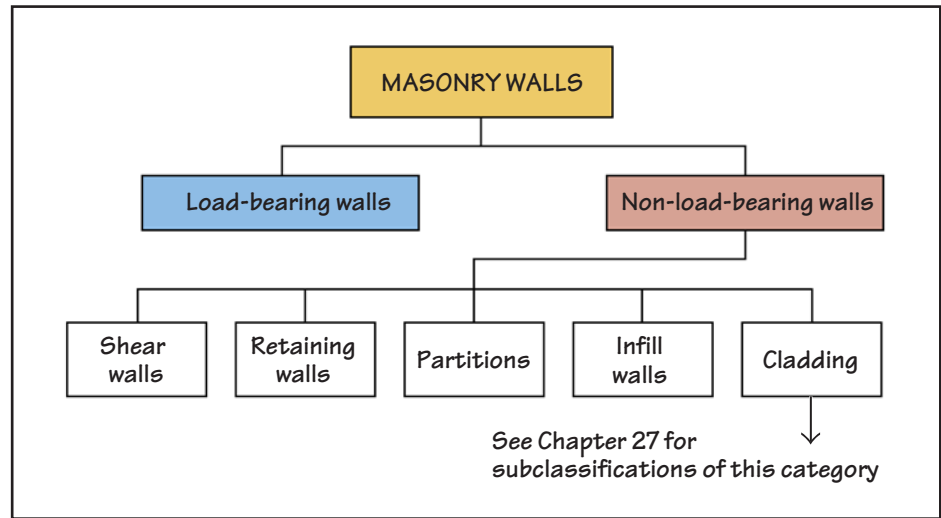 MASONRY WALLS
Load-bearing walls
Non-load-bearing walls
Shear
walls
Retaining
walls
Partitions
Infill
walls
Cladding
See Chapter 27 for
subclassifications of this category